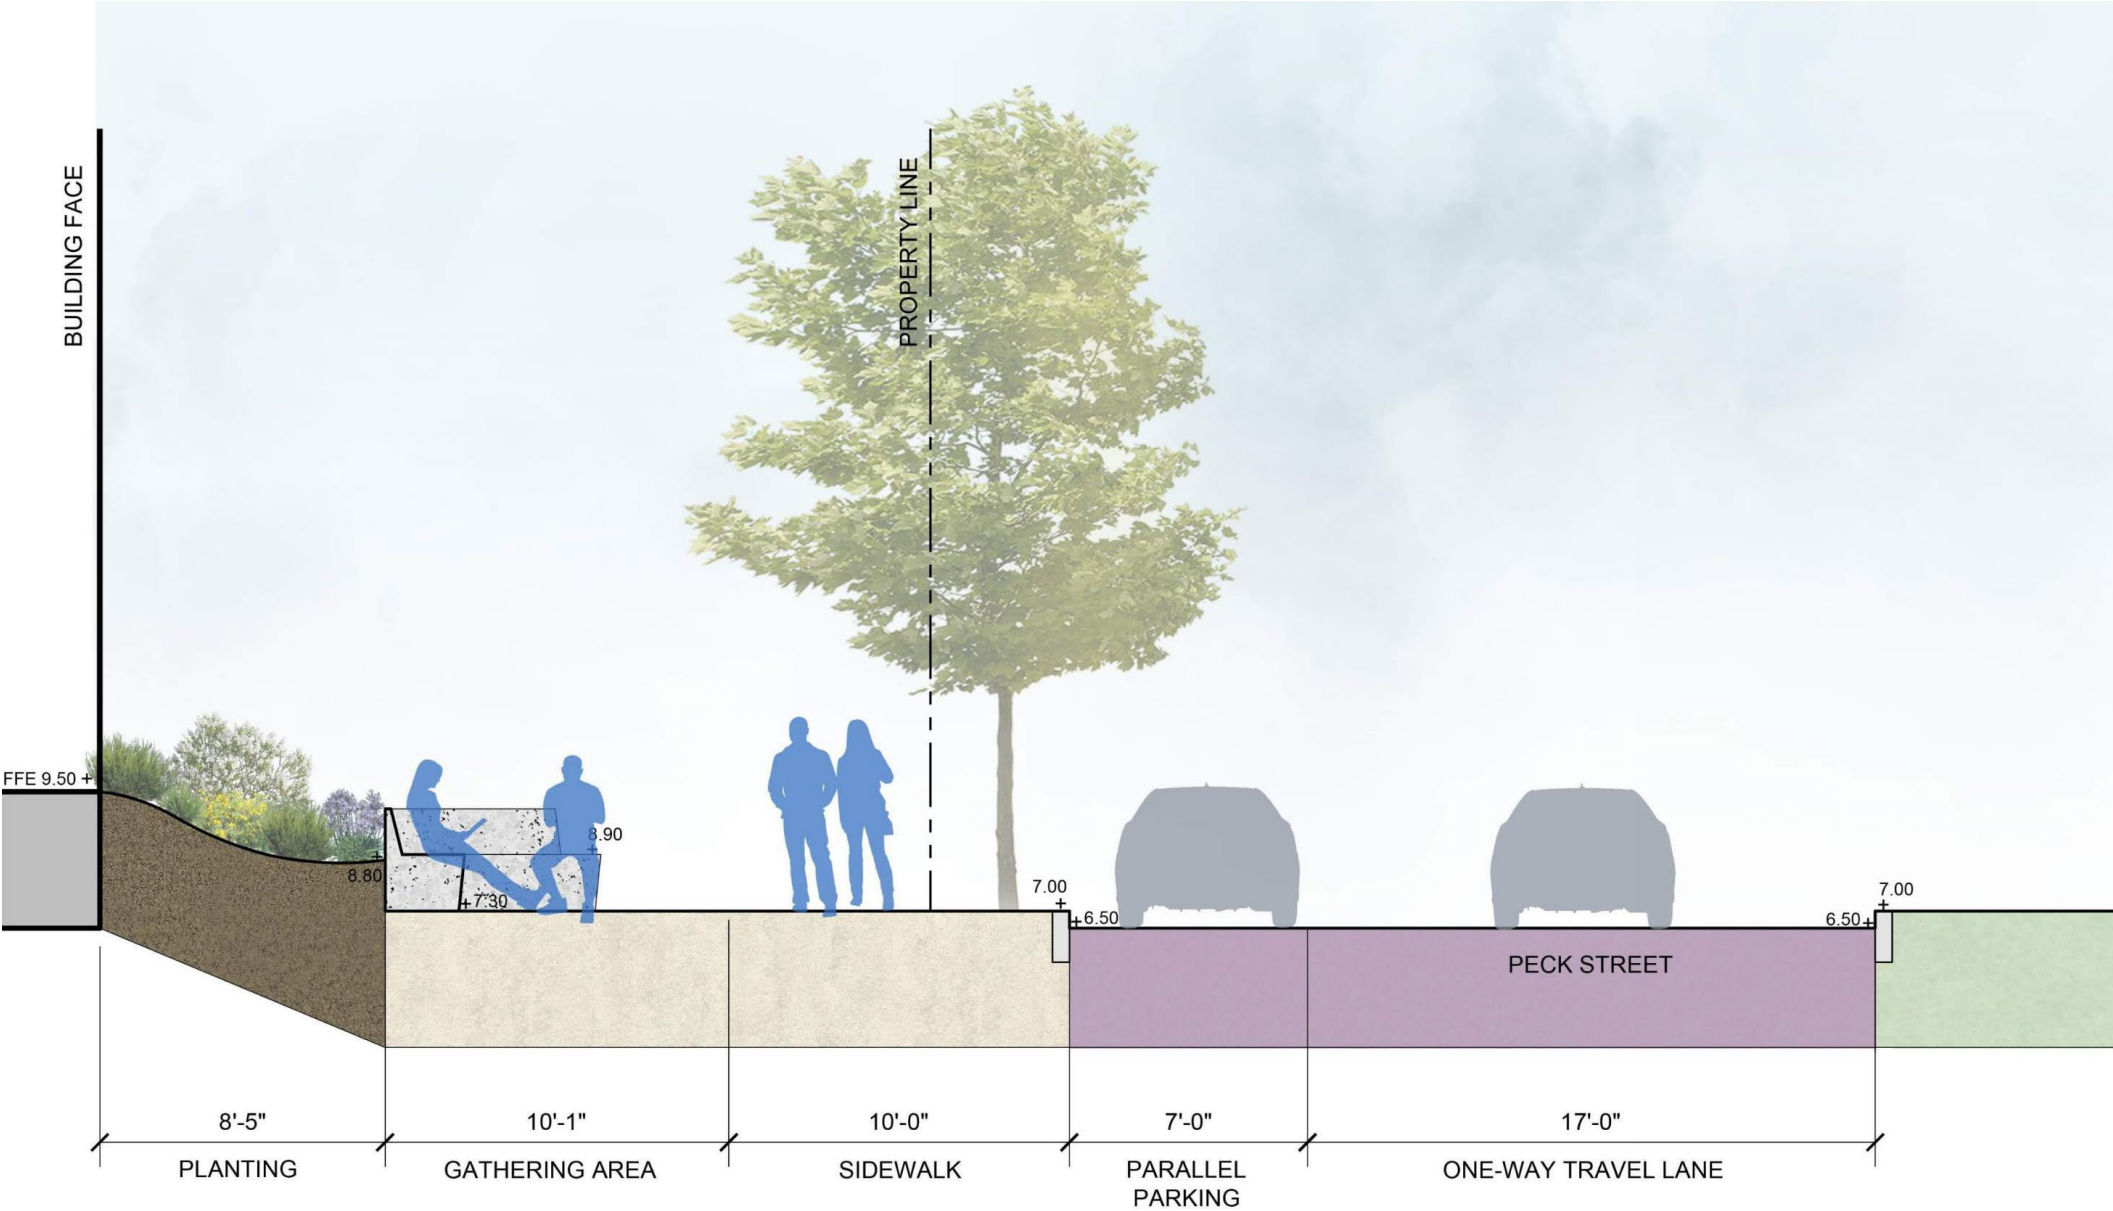 BUILDING FACE
PROPERTY LINE
FFE 9.50
8.90
8.80
7.30
7.00
6.50
7.00
6.50
PECK STREET
8'-5"
10'-1"
10'-0"
7'-0"
17'-0"
PLANTING
GATHERING AREA
SIDEWALK
PARALLEL
PARKING
ONE-WAY TRAVEL LANE